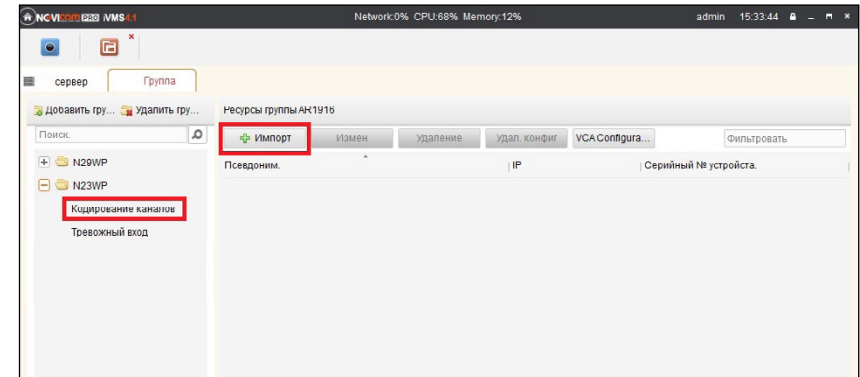 NOVICOM PRO iVMS4.1 Network:0% CPU:68% Memory:12% admin 15:33:44
сервер Группа
Добавить гру... Удалить гру... Ресурсы группы AR1916
Поиск. Импорт Измен Удаление Удал. конфиг VCA Configura... Фильтровать
N29WP Псевдоним. IP Серийный № устройста.
N23WP
Кодирование каналов
Тревожный вход